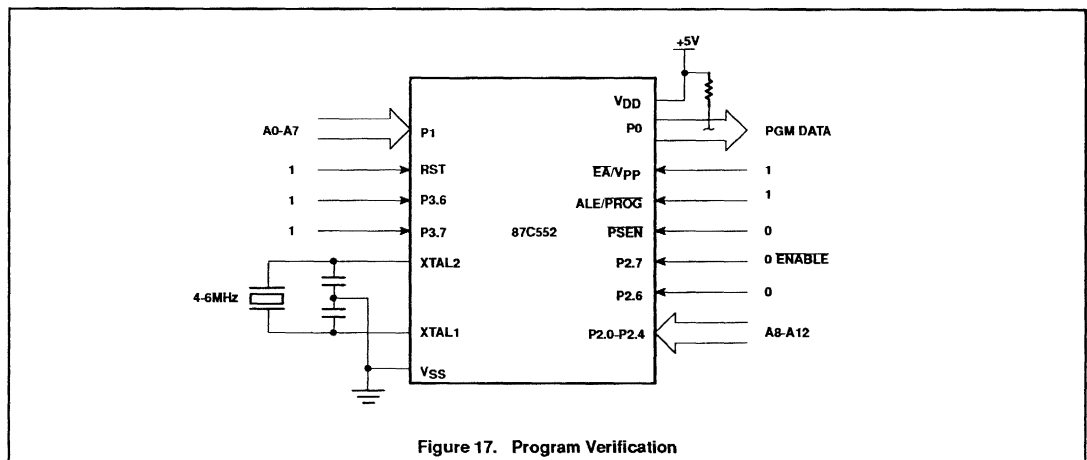 +5V
VDD
P0
PGM DATA
A0-A7
P1
1
RST
EA/VPP
1
1
P3.6
ALE/PROG
1
1
P3.7
87C552
PSEN
0
XTAL2
P2.7
0 ENABLE
4-6MHz
P2.6
0
XTAL1
P2.0-P2.4
A8-A12
VSS
Figure 17. Program Verification